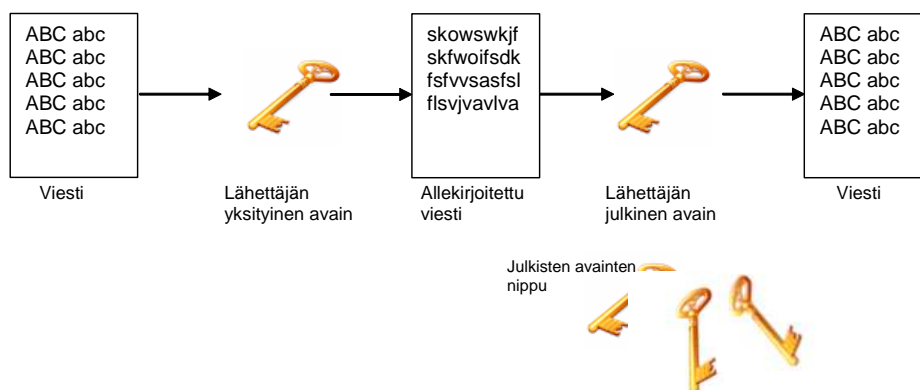 ABC abc
ABC abc
ABC abc
ABC abc
ABC abc
skowswkjf
skfwoifsdk
fsfvvsasfsl
flsvjvavlva
ABC abc
ABC abc
ABC abc
ABC abc
ABC abc
Viesti
Lähettäjän
yksityinen avain
Allekirjoitettu
viesti
Lähettäjän
julkinen avain
Viesti
Julkisten avainten
nippu